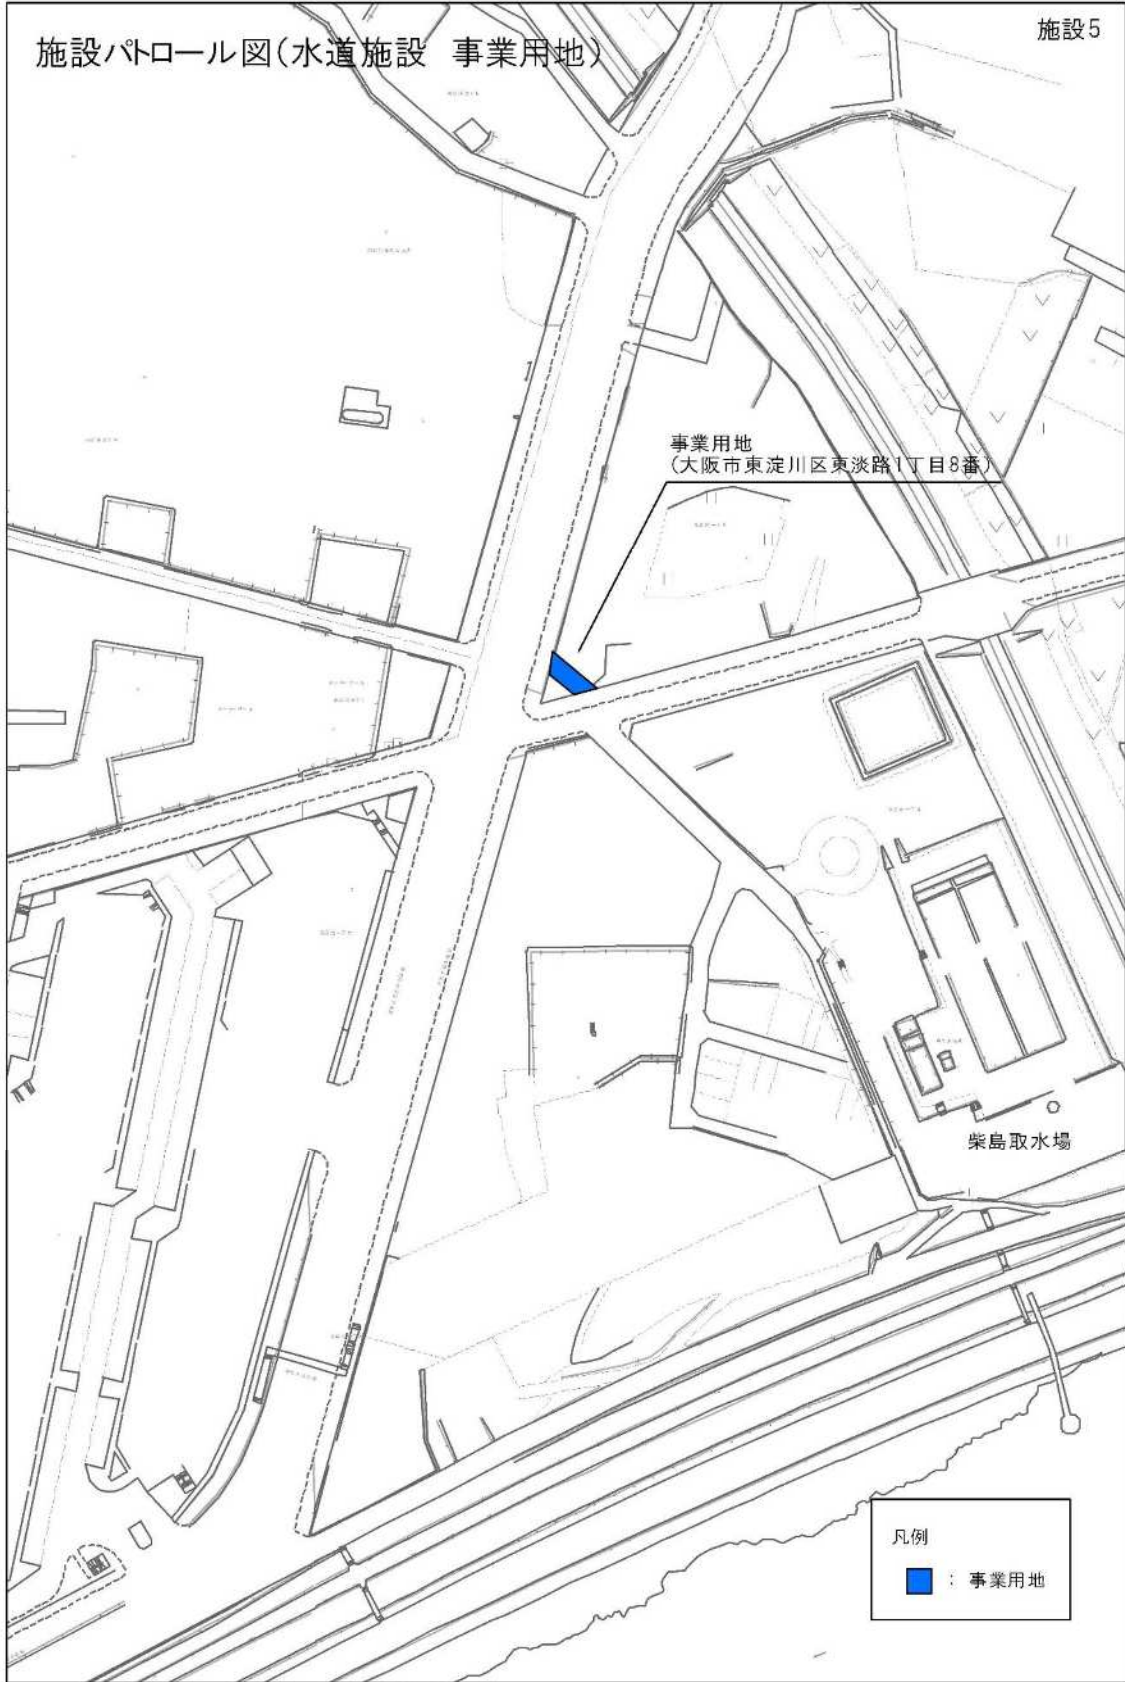 施設パトロール図(水道施設　事業用地)
施設5
事業用地
(大阪市東淀川区東淡路1丁目8番)
柴島取水場
凡例
：事業用地